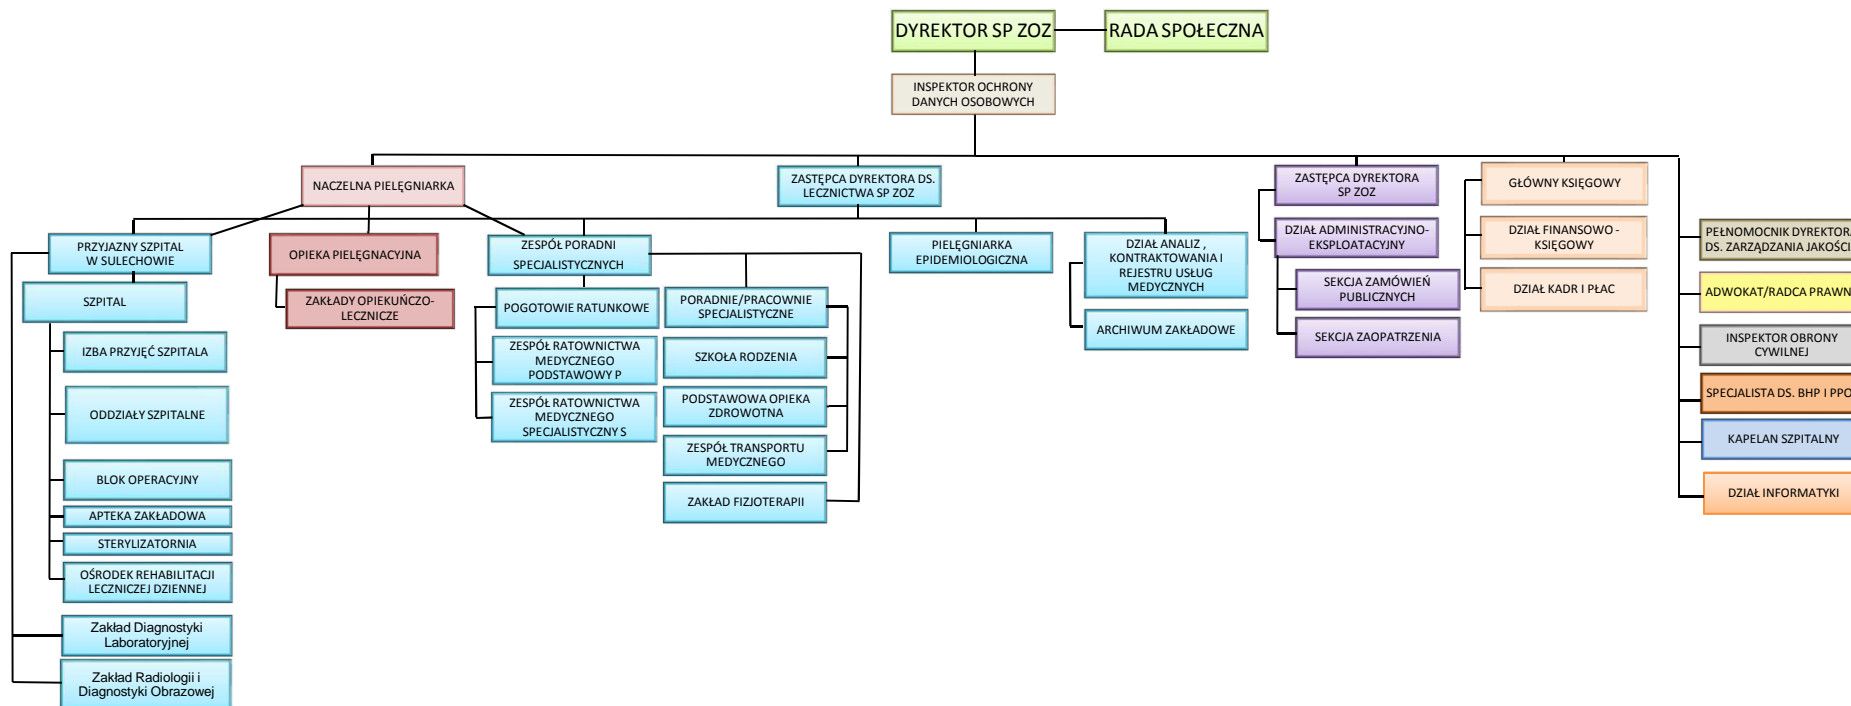 DYREKTOR SP ZOZ
RADA SPOŁECZNA
INSPEKTOR OCHRONY
DANYCH OSOBOWYCH
NACZELNA PIELĘGNIARKA
ZASTĘPCA DYREKTORA DS.
LECZNICTWA SP ZOZ
ZASTĘPCA DYREKTORA
SP ZOZ
GŁÓWNY KSIĘGOWY
PRZYJAZNY SZPITAL
W SULECHOWIE
OPIEKA PIELĘGNACYJNA
ZESPÓŁ PORADNI
SPECJALISTYCZNYCH
PIELĘGNIARKA
EPIDEMIOLOGICZNA
DZIAŁ ANALIZ ,
KONTRAKTOWANIA I
REJESTRU USŁUG
MEDYCZNYCH
DZIAŁ ADMINISTRACYJNO-
EKSPLOATACYJNY
DZIAŁ FINANSOWO -
KSIĘGOWY
PEŁNOMOCNIK DYREKTORA
DS. ZARZĄDZANIA JAKOŚCI
SZPITAL
ZAKŁADY OPIEKUŃCZO-
LECZNICZE
POGOTOWIE RATUNKOWE
PORADNIE/PRACOWNIE
SPECJALISTYCZNE
ARCHIWUM ZAKŁADOWE
SEKCJA ZAMÓWIEŃ
PUBLICZNYCH
DZIAŁ KADR I PŁAC
ADWOKAT/RADCA PRAWN
IZBA PRZYJĘĆ SZPITALA
ZESPÓŁ RATOWNICTWA
MEDYCZNEGO
PODSTAWOWY P
SZKOŁA RODZENIA
SEKCJA ZAOPATRZENIA
INSPEKTOR OBRONY
CYWILNEJ
ODDZIAŁY SZPITALNE
ZESPÓŁ RATOWNICTWA
MEDYCZNEGO
SPECJALISTYCZNY S
PODSTAWOWA OPIEKA
ZDROWOTNA
SPECJALISTA DS. BHP I PPO
BLOK OPERACYJNY
ZESPÓŁ TRANSPORTU
MEDYCZNEGO
KAPELAN SZPITALNY
APTEKA ZAKŁADOWA
ZAKŁAD FIZJOTERAPII
DZIAŁ INFORMATYKI
STERYLIZATORNIA
OŚRODEK REHABILITACJI
LECZNICZEJ DZIENNEJ
Zakład Diagnostyki
Laboratoryjnej
Zakład Radiologii i
Diagnostyki Obrazowej